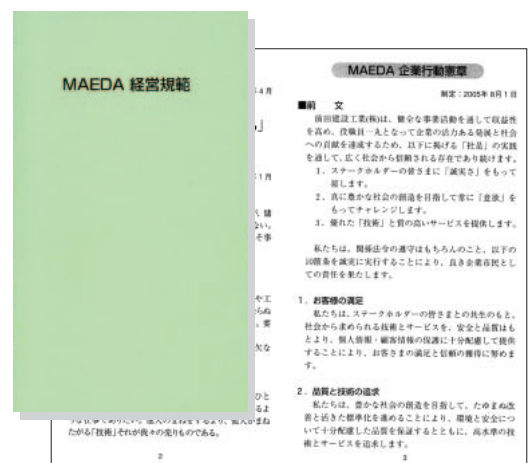 MAEDA 経営規範
MAEDA 企業行動憲章
制定:2005年8月1日
■前 文
前田建設工業(株)は、健全な事業活動を通して収益性
を高め、役職員一丸となって企業の活力ある発展と社会
への貢献を達成するため、以下に掲げる「社是」の実践
を通して、広く社会から信頼される存在であり続けます。
1．ステークホルダーの皆さまに「誠実さ」をもって
接します。
2．真に豊かな社会の創造を目指して常に「意欲」を
もってチャレンジします。
3．優れた「技術」と質の高いサービスを提供します。
私たちは、関係法令の遵守はもちろんのこと、以下の
10箇条を誠実に実行することにより、良き企業市民とし
ての責任を果たします。
1．お客様の満足
私たちは、ステークホルダーの皆さまとの共生のもと、
社会から求められる技術とサービスを、安全と品質はも
とより、個人情報・顧客情報の保護に十分配慮して提供
することにより、お客さまの満足と信頼の獲得に努めま
す。
2．品質と技術の追求
私たちは、豊かな社会の創造を目指して、たゆまぬ改
善と活きた標準化を進めることにより、環境と安全につ
いて十分配慮した品質を保証するとともに、高水準の技
術とサービスを追求します。
たがる「技術」それが我々の売りものである。
2
3